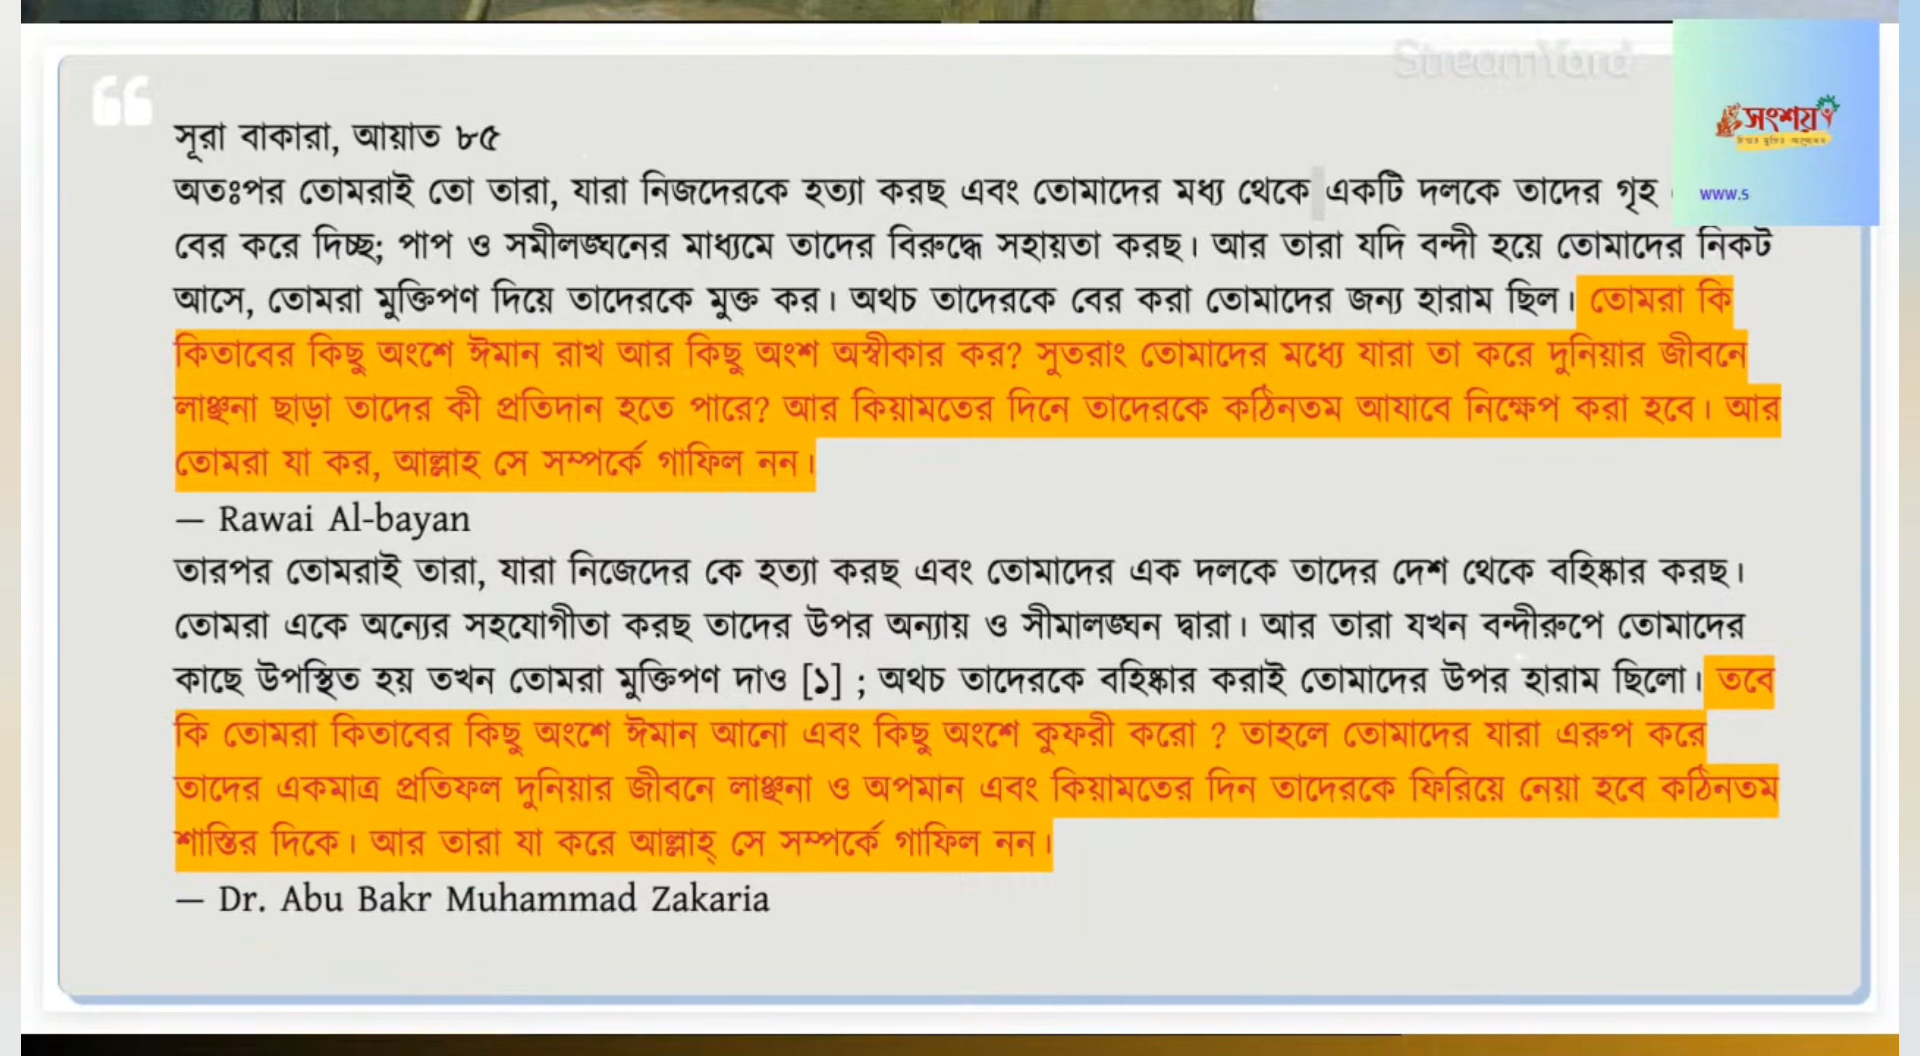 StreamYard
সংশয়
www.s
সূরা বাকারা, আয়াত ৮৫
অতঃপর তোমরাই তো তারা, যারা নিজদেরকে হত্যা করছ এবং তোমাদের মধ্য থেকে একটি দলকে তাদের গৃহ
বের করে দিচ্ছ; পাপ ও সমীলঙ্ঘনের মাধ্যমে তাদের বিরুদ্ধে সহায়তা করছ। আর তারা যদি বন্দী হয়ে তোমাদের নিকট
আসে, তোমরা মুক্তিপণ দিয়ে তাদেরকে মুক্ত কর। অথচ তাদেরকে বের করা তোমাদের জন্য হারাম ছিল। তোমরা কি
কিতাবের কিছু অংশে ঈমান রাখ আর কিছু অংশ অস্বীকার কর? সুতরাং তোমাদের মধ্যে যারা তা করে দুনিয়ার জীবনে
লাঞ্ছনা ছাড়া তাদের কী প্রতিদান হতে পারে? আর কিয়ামতের দিনে তাদেরকে কঠিনতম আযাবে নিক্ষেপ করা হবে। আর
তোমরা যা কর, আল্লাহ সে সম্পর্কে গাফিল নন।
— Rawai Al-bayan
তারপর তোমরাই তারা, যারা নিজেদের কে হত্যা করছ এবং তোমাদের এক দলকে তাদের দেশ থেকে বহিষ্কার করছ।
তোমরা একে অন্যের সহযোগীতা করছ তাদের উপর অন্যায় ও সীমালঙ্ঘন দ্বারা। আর তারা যখন বন্দীরুপে তোমাদের
কাছে উপস্থিত হয় তখন তোমরা মুক্তিপণ দাও [১] ; অথচ তাদেরকে বহিষ্কার করাই তোমাদের উপর হারাম ছিলো। তবে
কি তোমরা কিতাবের কিছু অংশে ঈমান আনো এবং কিছু অংশে কুফরী করো ? তাহলে তোমাদের যারা এরুপ করে
তাদের একমাত্র প্রতিফল দুনিয়ার জীবনে লাঞ্ছনা ও অপমান এবং কিয়ামতের দিন তাদেরকে ফিরিয়ে নেয়া হবে কঠিনতম
শাস্তির দিকে। আর তারা যা করে আল্লাহ্ সে সম্পর্কে গাফিল নন।
— Dr. Abu Bakr Muhammad Zakaria